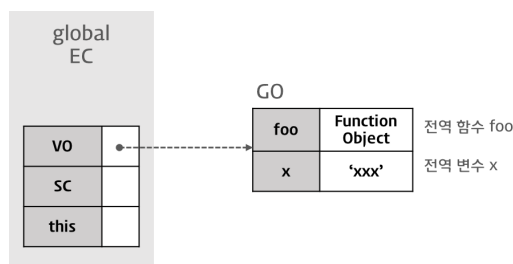 global
EC
GO
VO
SC
this
foo
Function
Object
전역 함수 foo
x
‘xxx’
전역 변수 x